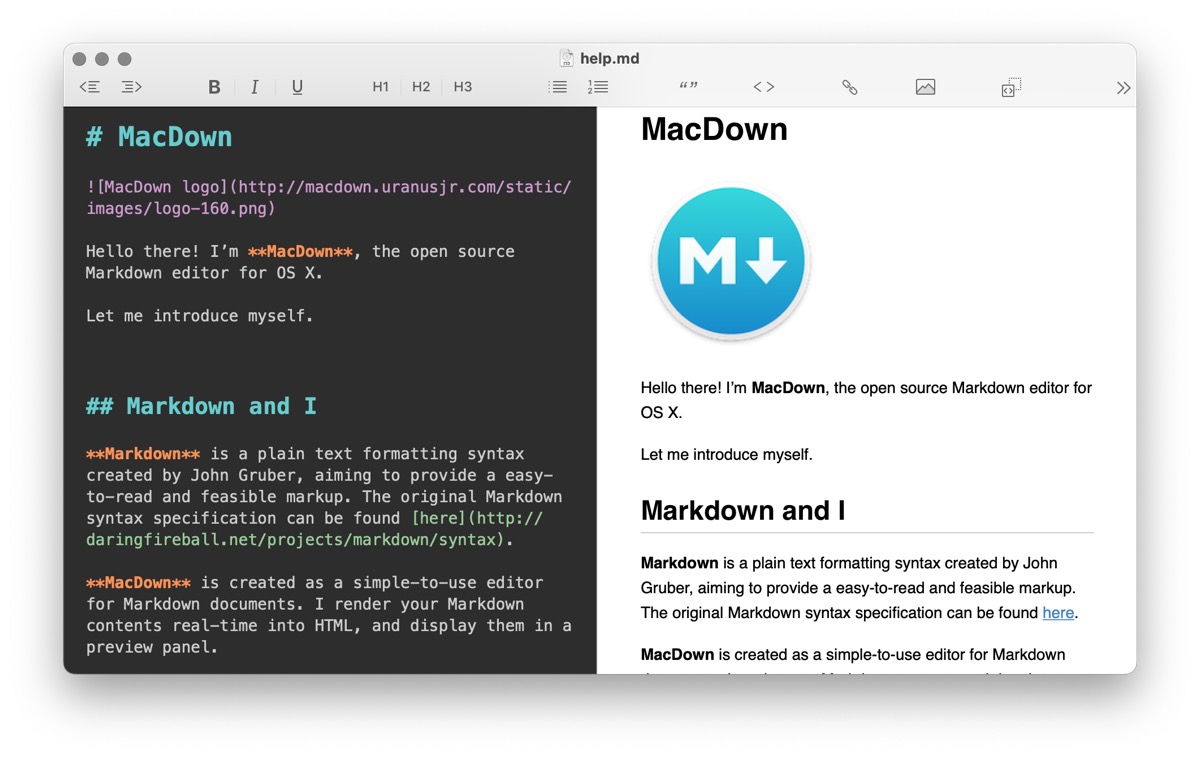 help.md
B I U H1 H2 H3 “ ” < >
# MacDown
![MacDown logo](http://macdown.uranusjr.com/static/
images/logo-160.png)
Hello there! I’m **MacDown**, the open source
Markdown editor for OS X.
Let me introduce myself.
## Markdown and I
**Markdown** is a plain text formatting syntax
created by John Gruber, aiming to provide a easy-
to-read and feasible markup. The original Markdown
syntax specification can be found [here](http://
daringfireball.net/projects/markdown/syntax).
**MacDown** is created as a simple-to-use editor
for Markdown documents. I render your Markdown
contents real-time into HTML, and display them in a
preview panel.
MacDown
M
Hello there! I’m MacDown, the open source Markdown editor for
OS X.
Let me introduce myself.
Markdown and I
Markdown is a plain text formatting syntax created by John
Gruber, aiming to provide a easy-to-read and feasible markup.
The original Markdown syntax specification can be found here.
MacDown is created as a simple-to-use editor for Markdown